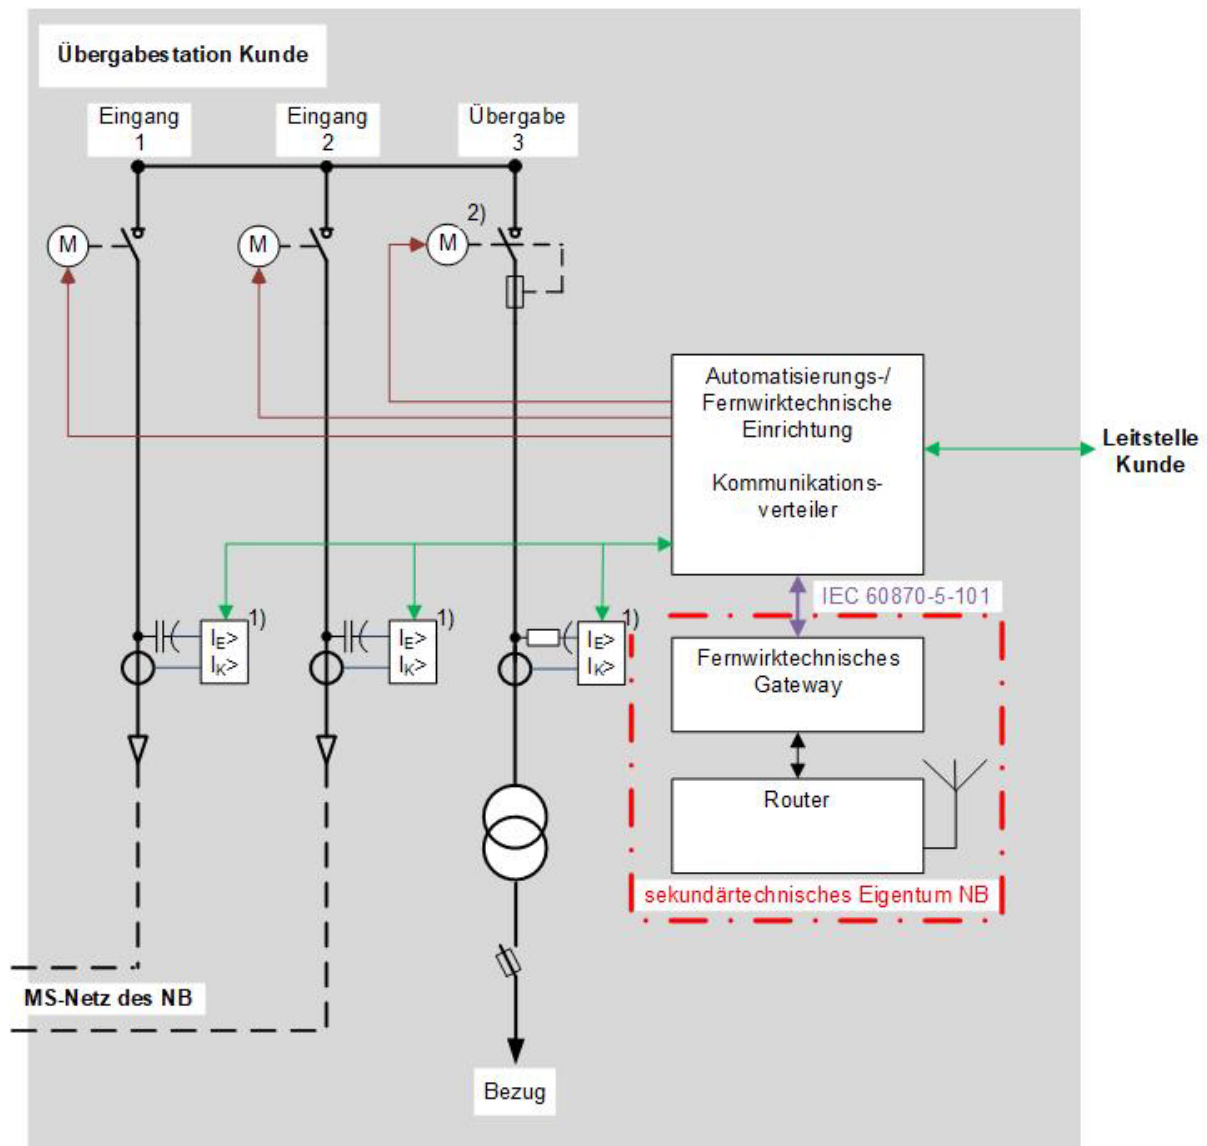 Übergabestation Kunde
Eingang
1
Eingang
2
Übergabe
3
2)
M
M
M
Automatisierungs-/
Fernwirktechnische
Einrichtung
Kommunikations-
verteiler
Leitstelle
Kunde
IEC 60870-5-101
1)
IE>
IK>
1)
IE>
IK>
1)
IE>
IK>
Fernwirktechnisches
Gateway
Router
sekundärtechnisches Eigentum NB
MS-Netz des NB
Bezug